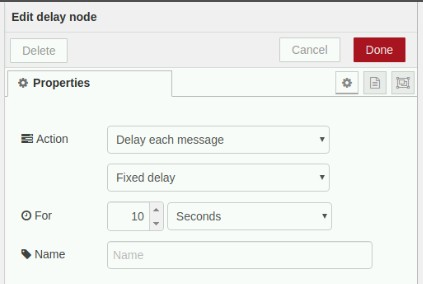 Edit delay node
Delete Cancel Done
Properties
Action Delay each message
Fixed delay
For 10 Seconds
Name Name